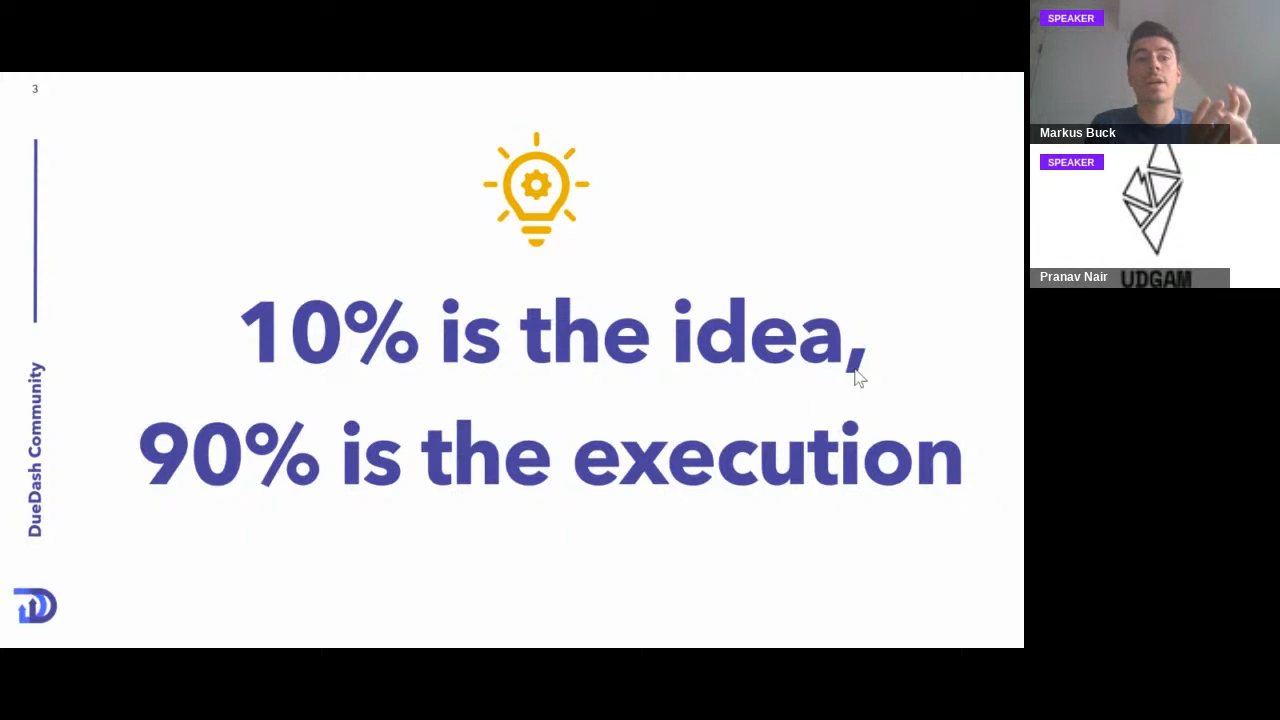 3
10% is the idea,
90% is the execution
DueDash Community
SPEAKER
Markus Buck
SPEAKER
Pranav Nair
UDGAM